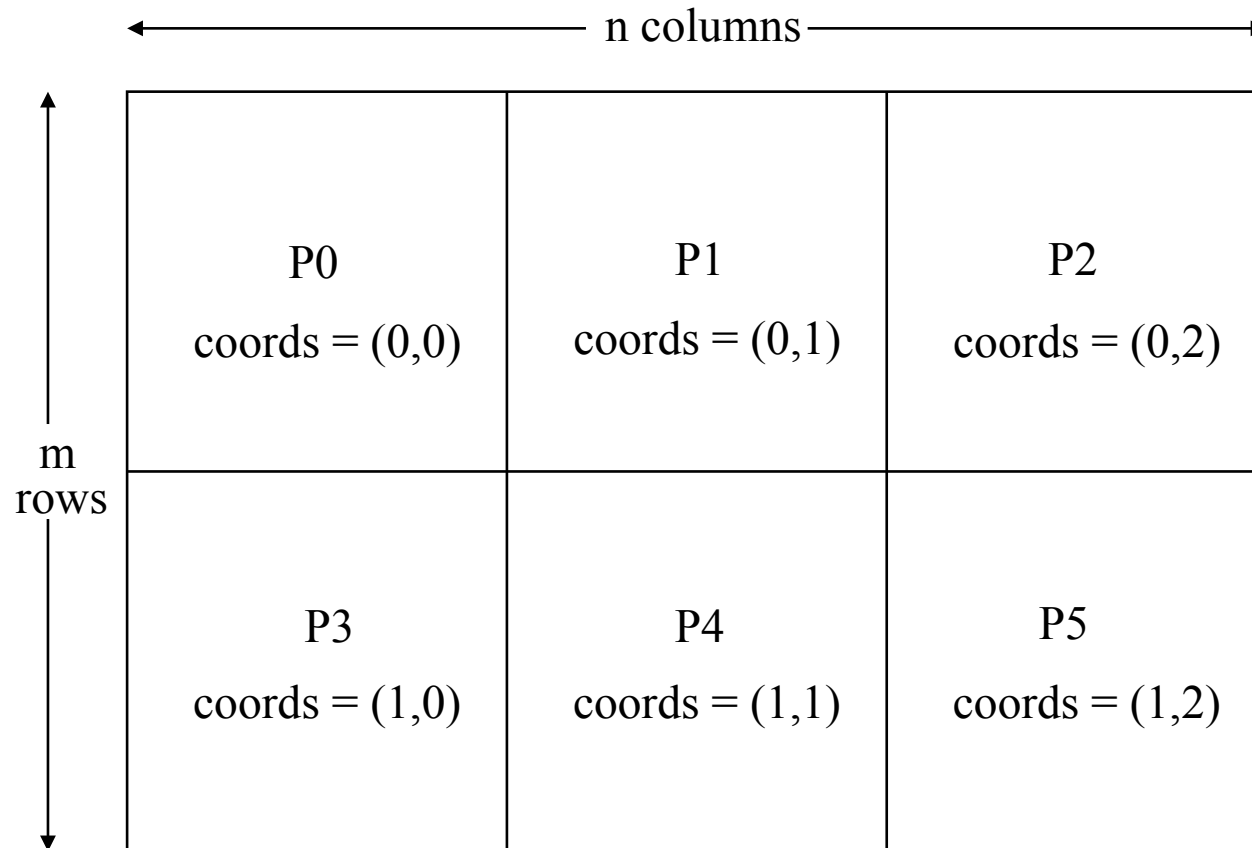 n columns
m
rows
P0
coords = (0,0)
P1
coords = (0,1)
P2
coords = (0,2)
P3
coords = (1,0)
P4
coords = (1,1)
P5
coords = (1,2)